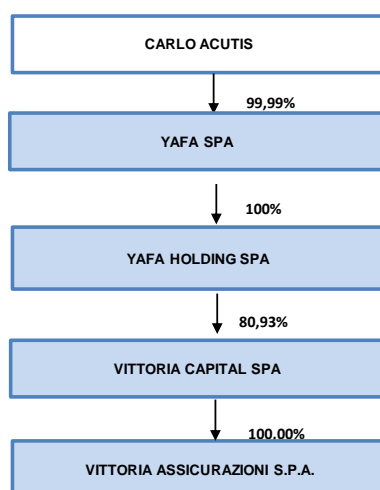 CARLO ACUTIS
99,99%
YAFA SPA
100%
YAFA HOLDING SPA
80,93%
VITTORIA CAPITAL SPA
100.00%
VITTORIA ASSICURAZIONI S.P.A.